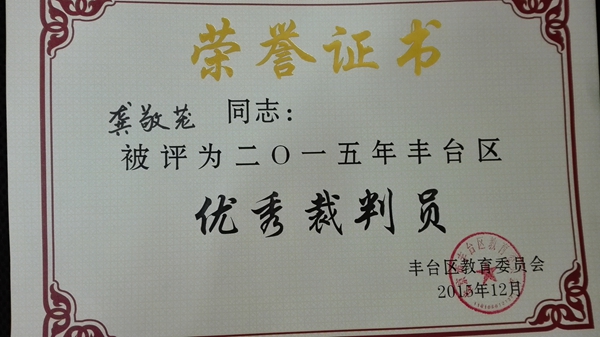 荣誉证书
龚敬 同志：
被评为二〇一五年丰台区
优秀裁判员
丰台区教育委员会
2015年12月